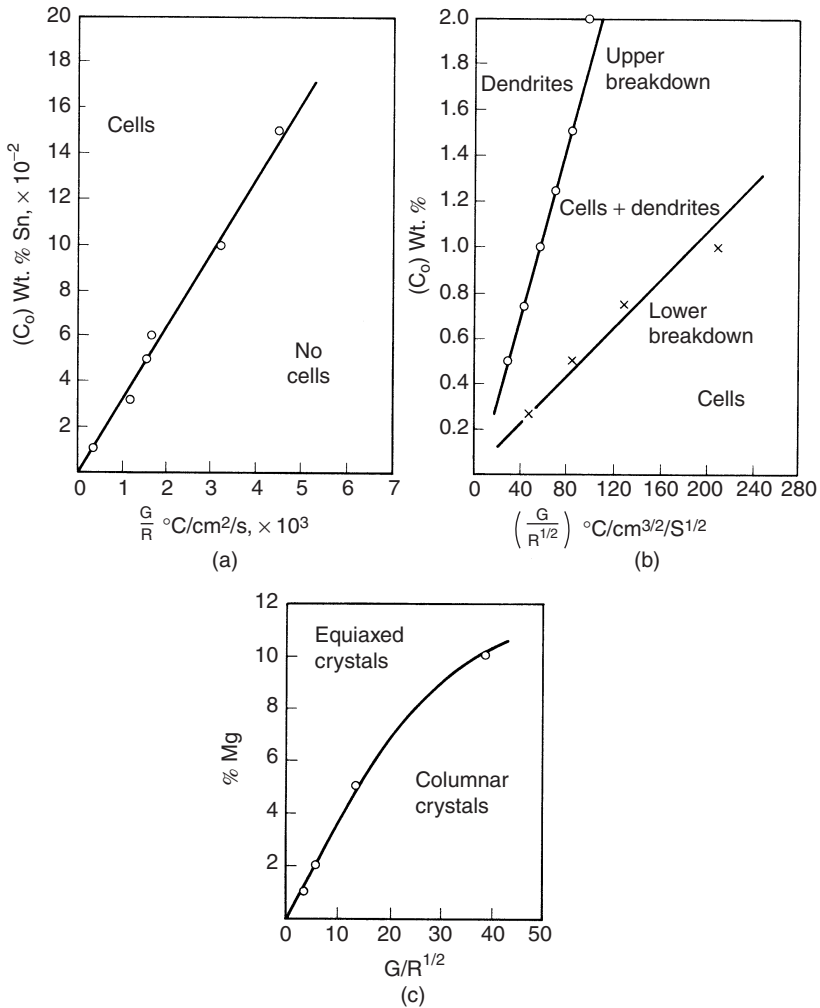 20
18
16
14
12
10
8
6
4
2
(C₀) Wt. % Sn, × 10⁻²
Cells
No
cells
0 1 2 3 4 5 6 7
G/R °C/cm²/s, × 10³
(a)
2.0
1.8
1.6
1.4
1.2
1.0
0.8
0.6
0.4
0.2
(C₀) Wt. %
Dendrites
Upper
breakdown
Cells + dendrites
Lower
breakdown
Cells
0 40 80 120 160 200 240 280
(G/R^1/2) °C/cm^3/2/S^1/2
(b)
12
10
8
6
4
2
% Mg
Equiaxed
crystals
Columnar
crystals
0 10 20 30 40 50
G/R^1/2
(c)